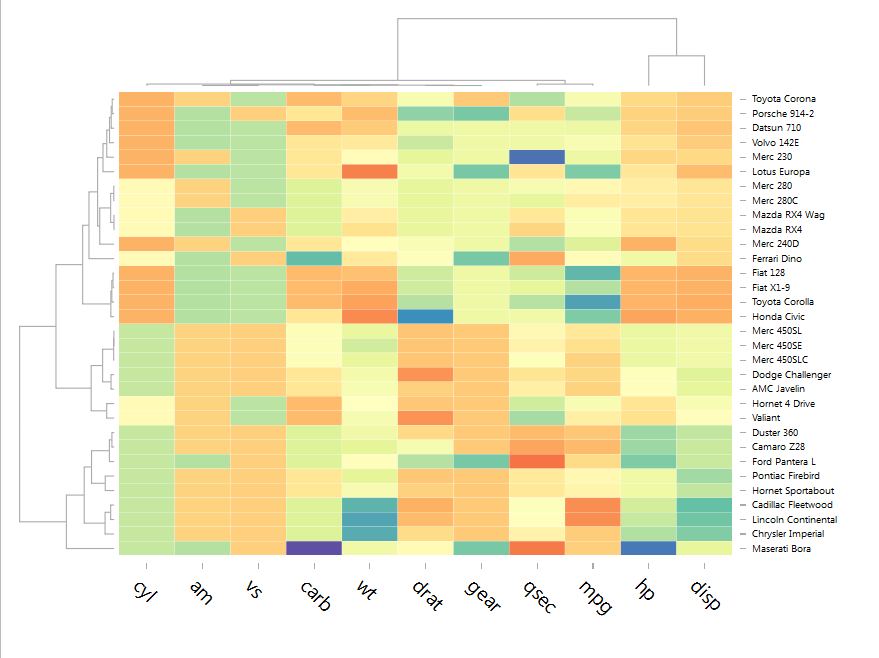 Toyota Corona
Porsche 914-2
Datsun 710
Volvo 142E
Merc 230
Lotus Europa
Merc 280
Merc 280C
Mazda RX4 Wag
Mazda RX4
Merc 240D
Ferrari Dino
Fiat 128
Fiat X1-9
Toyota Corolla
Honda Civic
Merc 450SL
Merc 450SE
Merc 450SLC
Dodge Challenger
AMC Javelin
Hornet 4 Drive
Valiant
Duster 360
Camaro Z28
Ford Pantera L
Pontiac Firebird
Hornet Sportabout
Cadillac Fleetwood
Lincoln Continental
Chrysler Imperial
Maserati Bora
cyl
am
vs
carb
wt
drat
gear
qsec
mpg
hp
disp